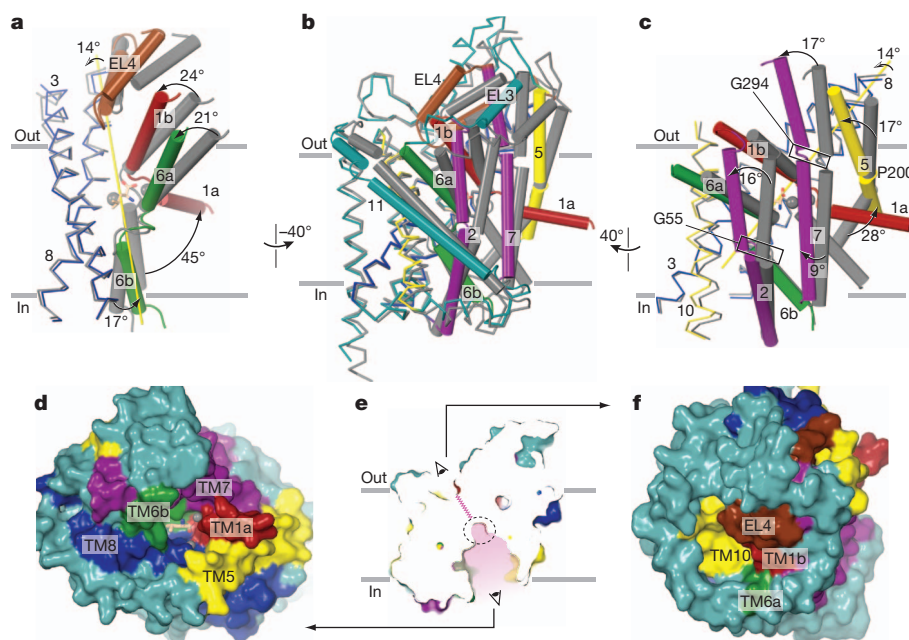 a
14°
EL4
3
24°
1b
Out
21°
6a
1a
8
45°
6b
In
17°
–40°
b
EL4
EL3
1b
Out
5
6a
11
1a
2
7
6b
In
40°
c
17°
14°
8
G294
Out
17°
1b
5
6a
16°
P200
1a
G55
28°
7
3
9°
In
10
2
6b
d
TM7
TM6b
TM1a
TM8
TM5
e
Out
In
f
EL4
TM10
TM1b
TM6a